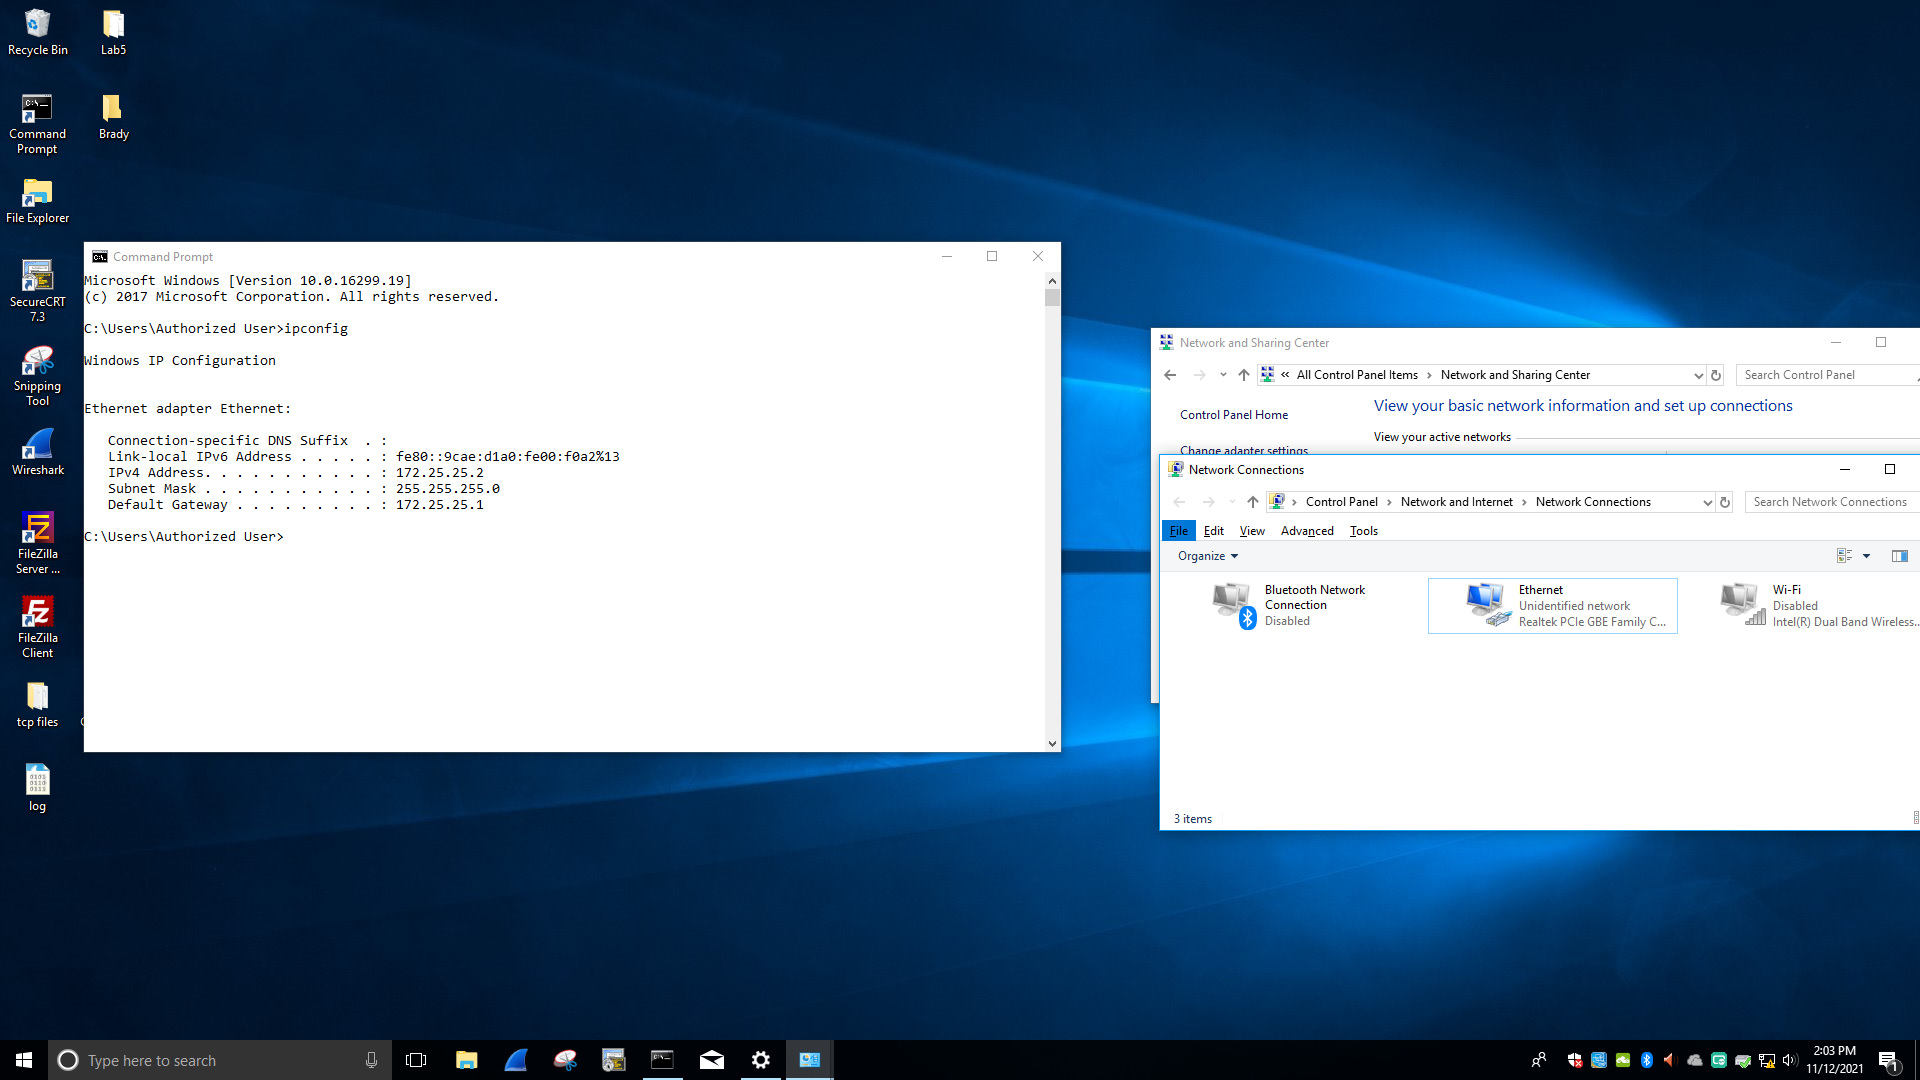 Recycle Bin
Lab5
Command
Prompt
Brady
File Explorer
SecureCRT
7.3
Snipping
Tool
Wireshark
FileZilla
Server ...
FileZilla
Client
tcp files
log
Command Prompt
Microsoft Windows [Version 10.0.16299.19]
(c) 2017 Microsoft Corporation. All rights reserved.
C:\Users\Authorized User>ipconfig
Windows IP Configuration
Ethernet adapter Ethernet:
Connection-specific DNS Suffix  . :
Link-local IPv6 Address . . . . . : fe80::9cae:d1a0:fe00:f0a2%13
IPv4 Address. . . . . . . . . . . : 172.25.25.2
Subnet Mask . . . . . . . . . . . : 255.255.255.0
Default Gateway . . . . . . . . . : 172.25.25.1
C:\Users\Authorized User>
Network and Sharing Center
« All Control Panel Items › Network and Sharing Center
Search Control Panel
Control Panel Home
View your basic network information and set up connections
Change adapter settings
View your active networks
Network Connections
› Control Panel › Network and Internet › Network Connections
Search Network Connections
File Edit View Advanced Tools
Organize
Bluetooth Network
Connection
Disabled
Ethernet
Unidentified network
Realtek PCIe GBE Family C...
Wi-Fi
Disabled
Intel(R) Dual Band Wireless...
3 items
Type here to search
2:03 PM
11/12/2021
1